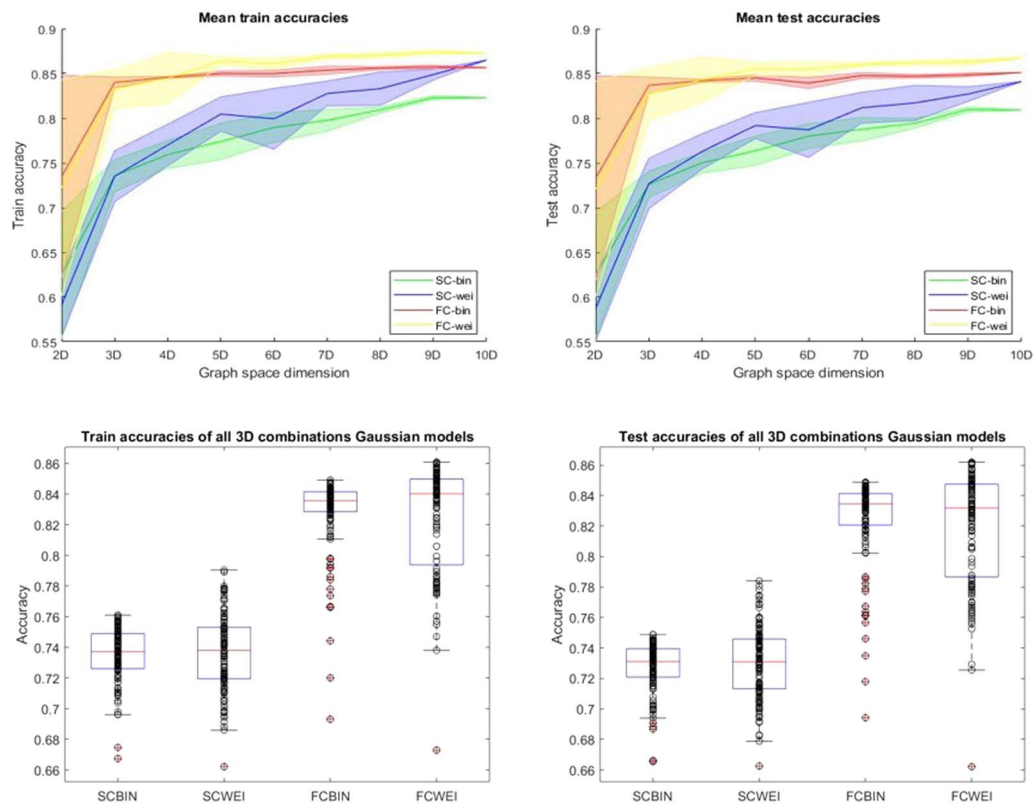 Mean train accuracies
0.9
0.85
0.8
0.75
0.7
0.65
0.6
0.55
Train accuracy
2D 3D 4D 5D 6D 7D 8D 9D 10D
Graph space dimension
SC-bin
SC-wei
FC-bin
FC-wei
Mean test accuracies
0.9
0.85
0.8
0.75
0.7
0.65
0.6
0.55
Test accuracy
2D 3D 4D 5D 6D 7D 8D 9D 10D
Graph space dimension
SC-bin
SC-wei
FC-bin
FC-wei
Train accuracies of all 3D combinations Gaussian models
0.86
0.84
0.82
0.8
0.78
0.76
0.74
0.72
0.7
0.68
0.66
Accuracy
SCBIN SCWEI FCBIN FCWEI
Test accuracies of all 3D combinations Gaussian models
0.86
0.84
0.82
0.8
0.78
0.76
0.74
0.72
0.7
0.68
0.66
Accuracy
SCBIN SCWEI FCBIN FCWEI